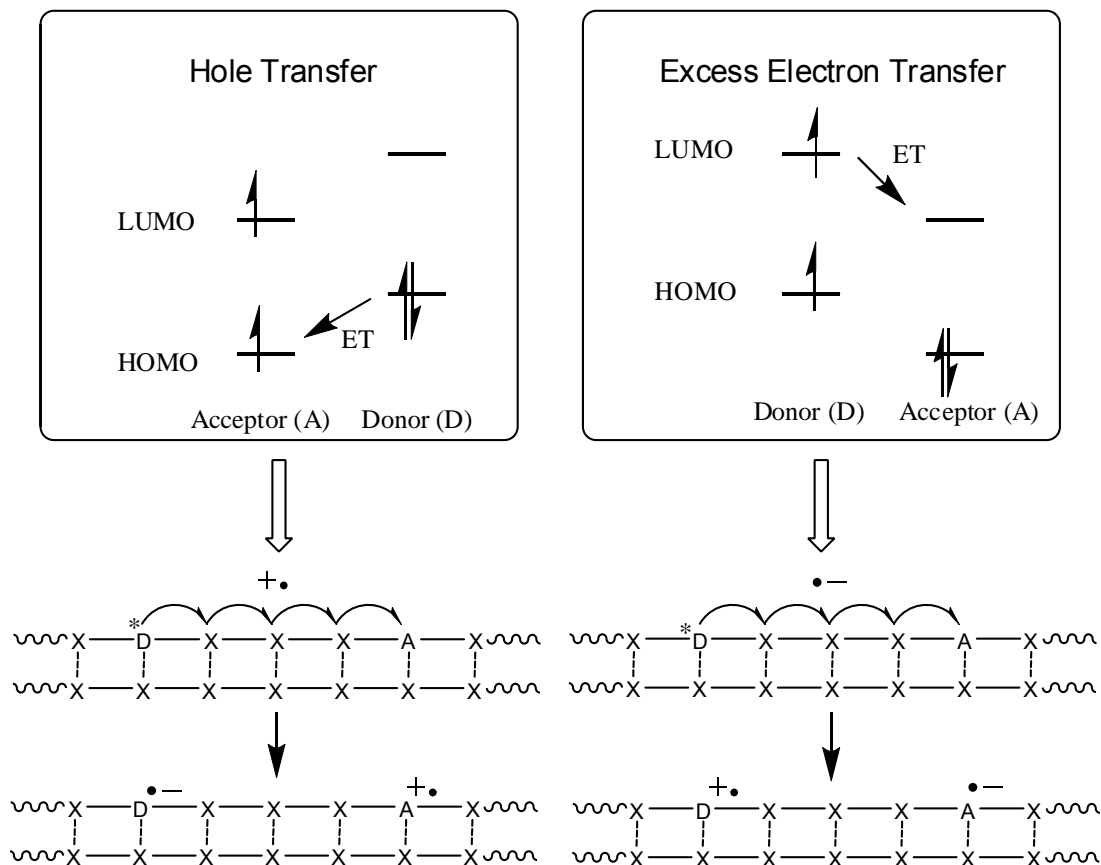 Hole Transfer
LUMO
HOMO
ET
Acceptor (A) Donor (D)
Excess Electron Transfer
LUMO
ET
HOMO
Donor (D) Acceptor (A)
+•
* X D X X X A X
X X X X X X X
•− +•
X D X X X A X
X X X X X X X
•−
* X D X X X A X
X X X X X X X
+• •−
X D X X X A X
X X X X X X X